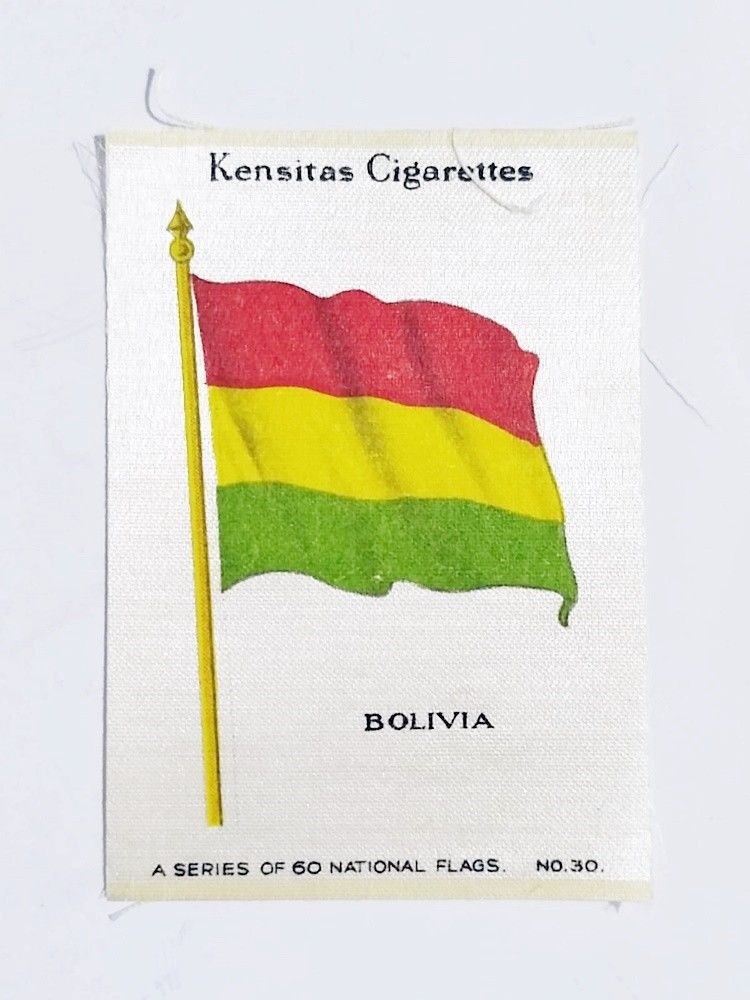 Kensitas Cigarettes
BOLIVIA
A SERIES OF 60 NATIONAL FLAGS. NO.30.